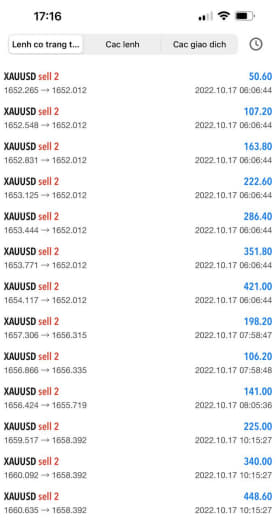 17:16
Lenh co trang t... Cac lenh Cac giao dich
XAUUSD sell 2 50.60
1652.265 → 1652.012 2022.10.17 06:06:44
XAUUSD sell 2 107.20
1652.548 → 1652.012 2022.10.17 06:06:44
XAUUSD sell 2 163.80
1652.831 → 1652.012 2022.10.17 06:06:44
XAUUSD sell 2 222.60
1653.125 → 1652.012 2022.10.17 06:06:44
XAUUSD sell 2 286.40
1653.444 → 1652.012 2022.10.17 06:06:44
XAUUSD sell 2 351.80
1653.771 → 1652.012 2022.10.17 06:06:44
XAUUSD sell 2 421.00
1654.117 → 1652.012 2022.10.17 06:06:44
XAUUSD sell 2 198.20
1657.306 → 1656.315 2022.10.17 07:58:47
XAUUSD sell 2 106.20
1656.866 → 1656.335 2022.10.17 07:58:48
XAUUSD sell 2 141.00
1656.424 → 1655.719 2022.10.17 08:05:36
XAUUSD sell 2 225.00
1659.517 → 1658.392 2022.10.17 10:15:27
XAUUSD sell 2 340.00
1660.092 → 1658.392 2022.10.17 10:15:27
XAUUSD sell 2 448.60
1660.635 → 1658.392 2022.10.17 10:15:27